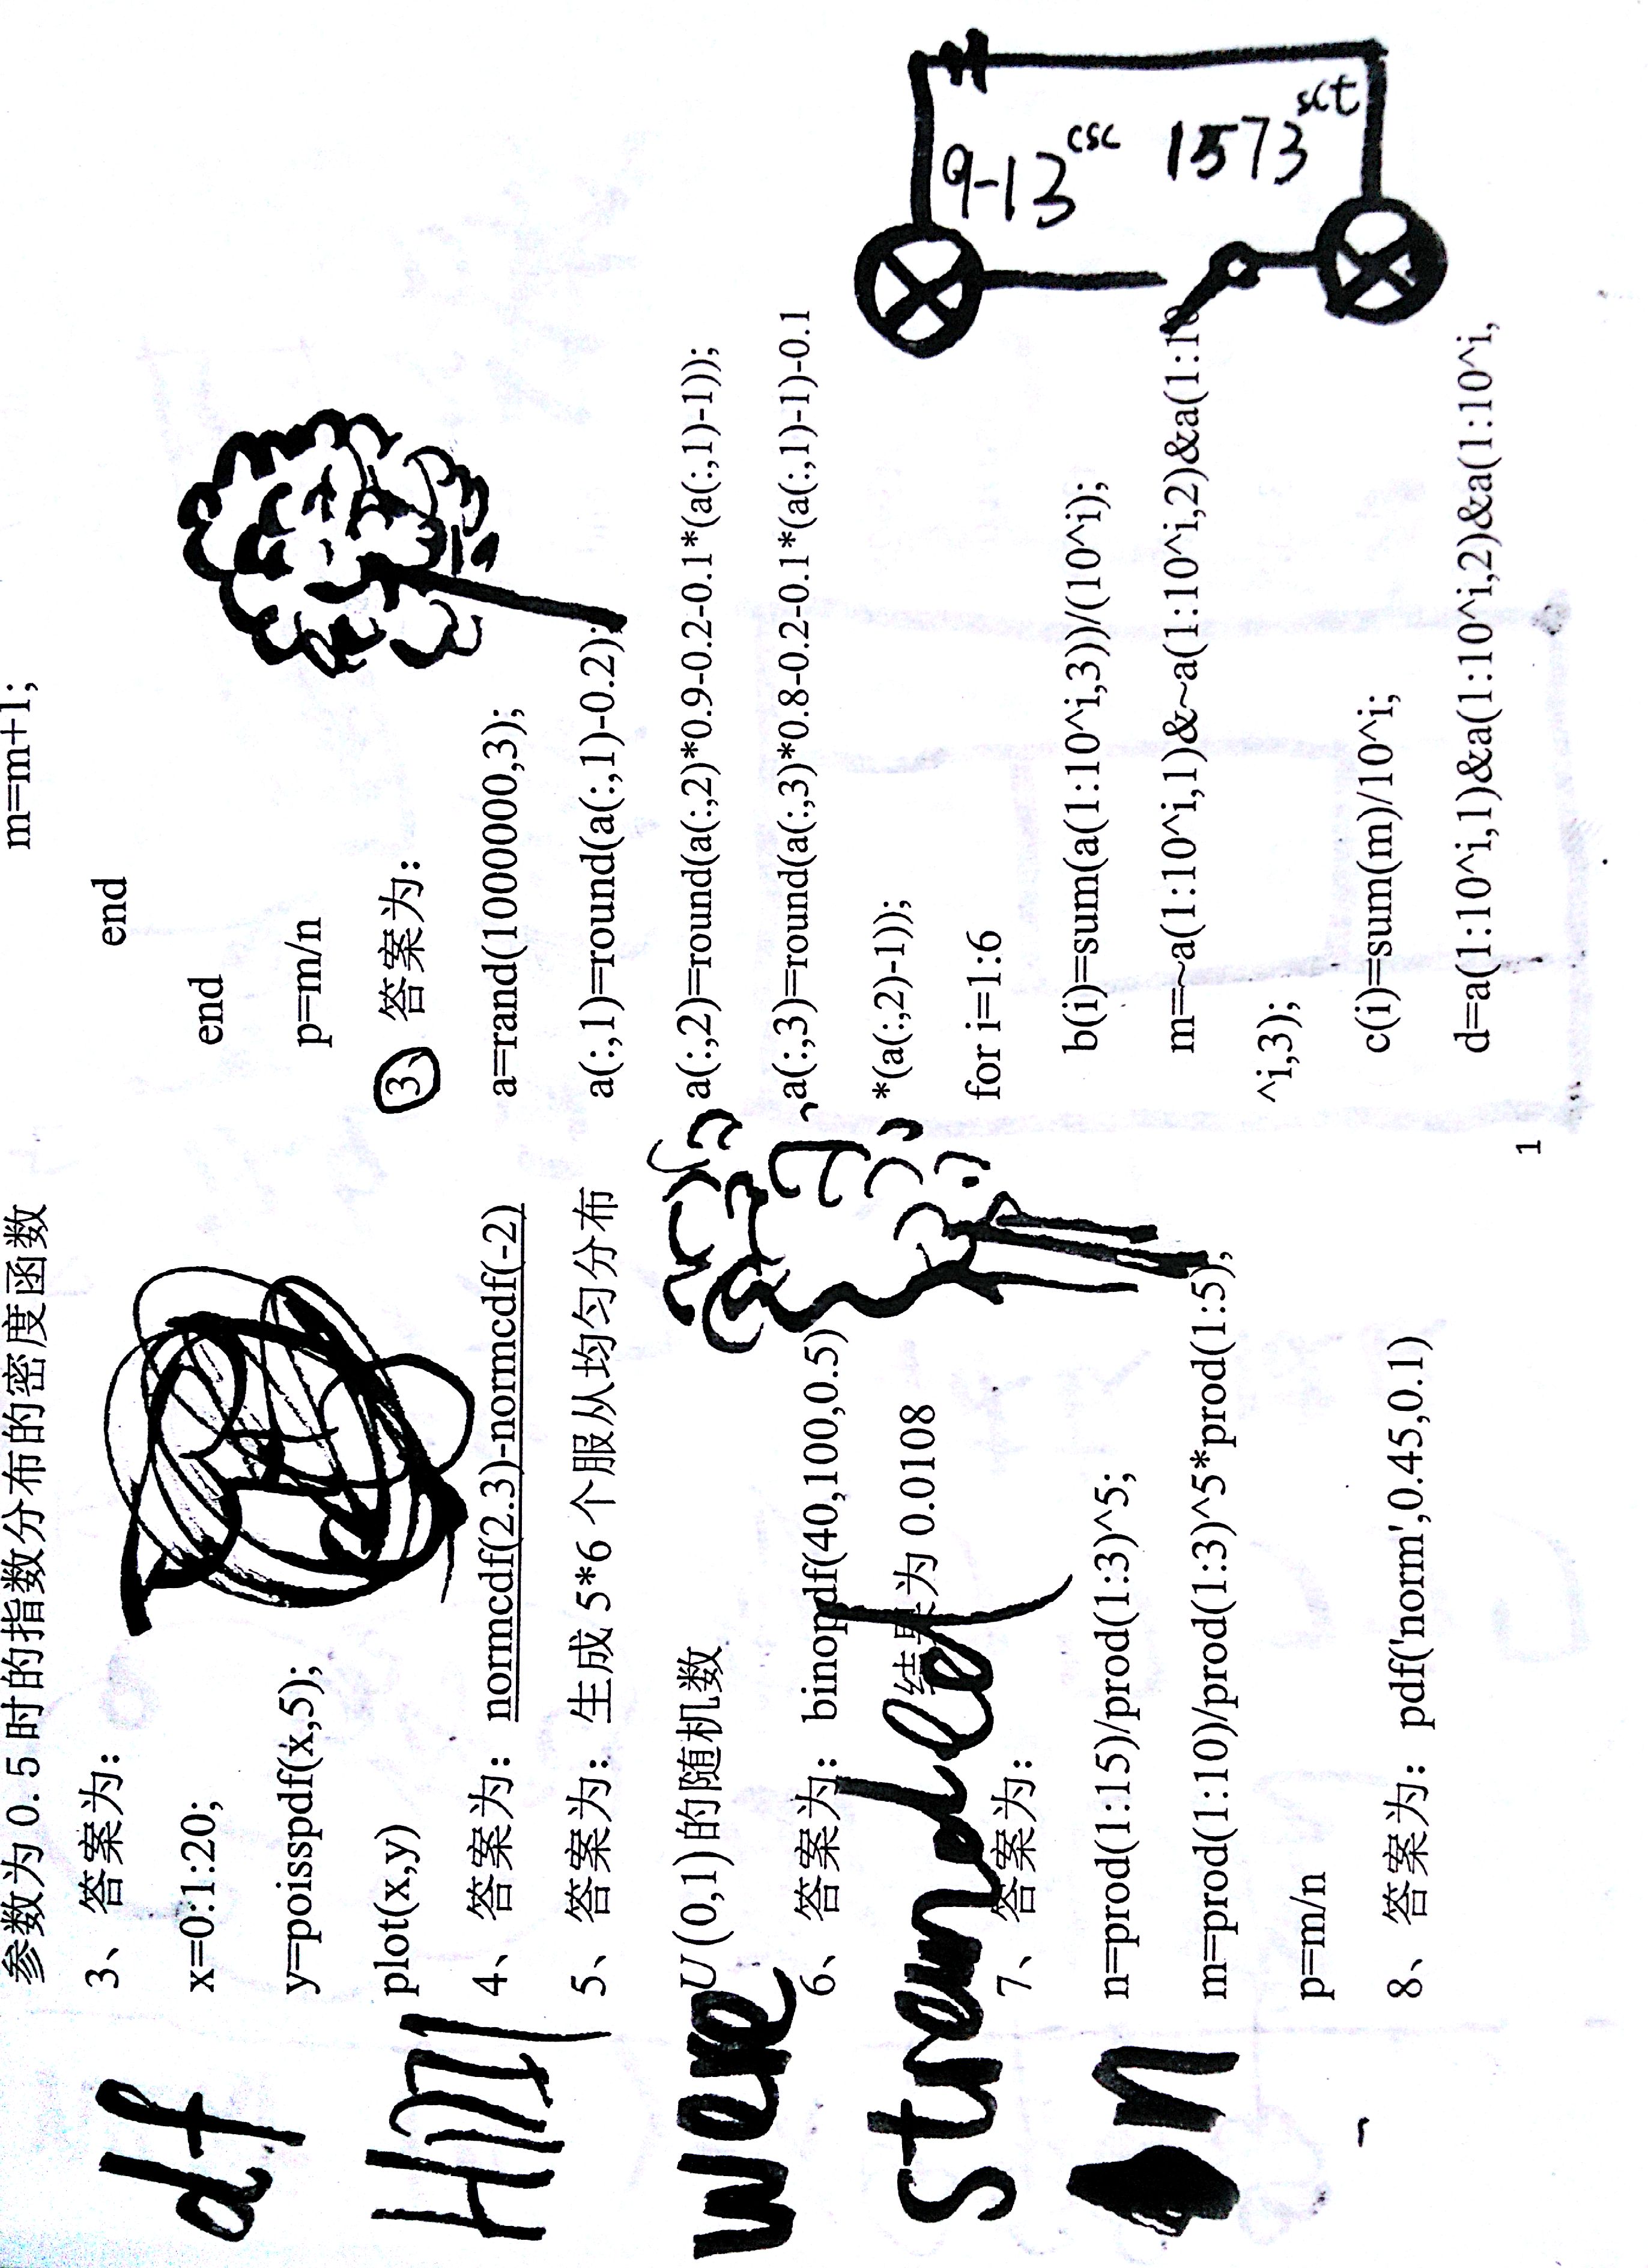 参数为 0.5 时的指数分布的密度函数
3、 答案为：
x=0:1:20;
y=poisspdf(x,5);
plot(x,y)
4、 答案为： normcdf(2.3)-normcdf(-2)
5、 答案为： 生成 5*6 个服从均匀分布
U(0,1)的随机数
6、 答案为： binopdf(40,100,0.5)
结果为 0.0108
7、 答案为：
n=prod(1:15)/prod(1:3)^5;
m=prod(1:10)/prod(1:3)^5*prod(1:5);
p=m/n
8、 答案为： pdf('norm',0.45,0.1)
df
were
on
m=m+1;
end
end
p=m/n
3、 答案为：
a=rand(1000000,3);
a(:,1)=round(a(:,1)-0.2);
a(:,2)=round(a(:,2)*0.9-0.2-0.1*(a(:,1)-1));
a(:,3)=round(a(:,3)*0.8-0.2-0.1*(a(:,1)-1)-0.1
*(a(:,2)-1));
for i=1:6
b(i)=sum(a(1:10^i,3))/(10^i);
m=~a(1:10^i,1)&~a(1:10^i,2)&a(1:10
^i,3);
c(i)=sum(m)/10^i;
d=a(1:10^i,1)&a(1:10^i,2)&a(1:10^i,
9-13csc 1573sct
1